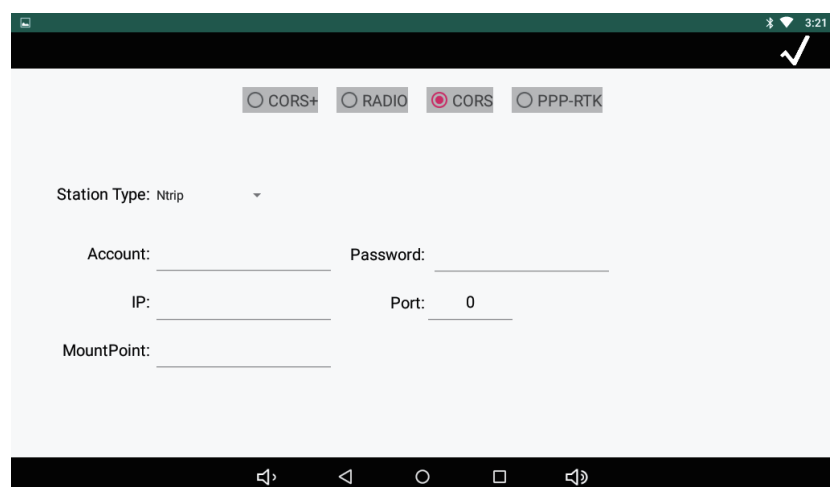 3:21
CORS+ RADIO CORS PPP-RTK
Station Type: Ntrip
Account: Password:
IP: Port: 0
MountPoint: